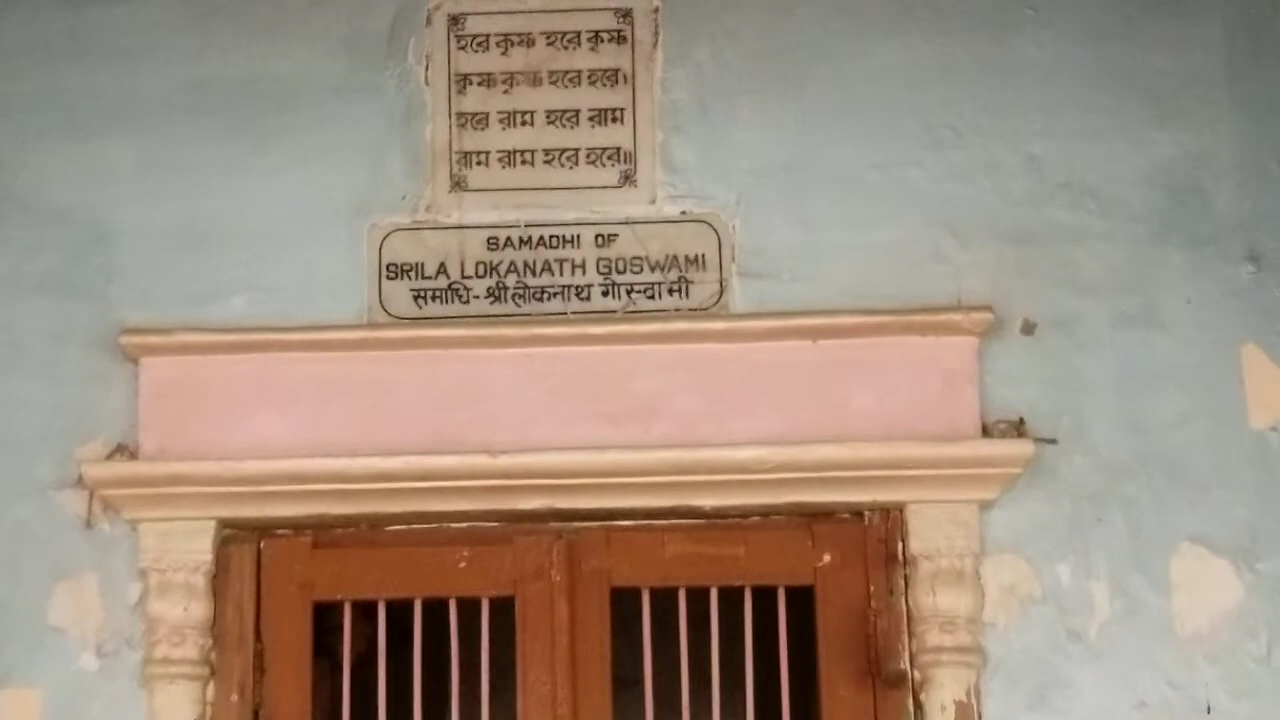 হরে কৃষ্ণ হরে কৃষ্ণ
কৃষ্ণ কৃষ্ণ হরে হরে।
হরে রাম হরে রাম
রাম রাম হরে হরে॥
SAMADHI OF
SRILA LOKANATH GOSWAMI
समाधि-श्रीलोकनाथ गोस्वामी